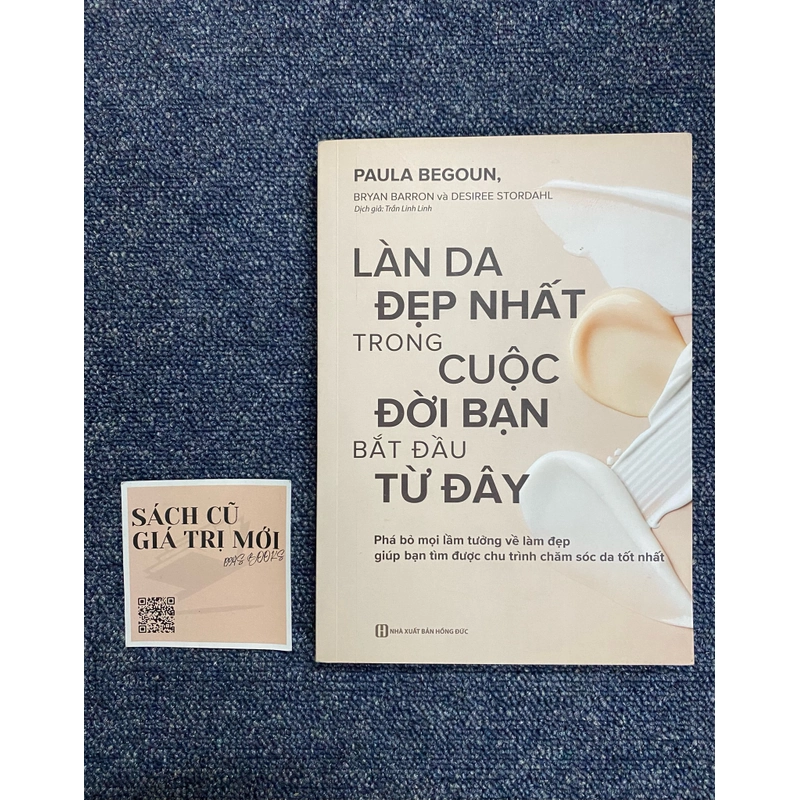 PAULA BEGOUN,
BRYAN BARRON và DESIREE STORDAHL
Dịch giả: Trần Linh Linh
LÀN DA
ĐẸP NHẤT
TRONG
CUỘC
ĐỜI BẠN
BẮT ĐẦU
TỪ ĐÂY
Phá bỏ mọi lầm tưởng về làm đẹp
giúp bạn tìm được chu trình chăm sóc da tốt nhất
NHÀ XUẤT BẢN HỒNG ĐỨC
SÁCH CŨ
GIÁ TRỊ MỚI
BOOKS